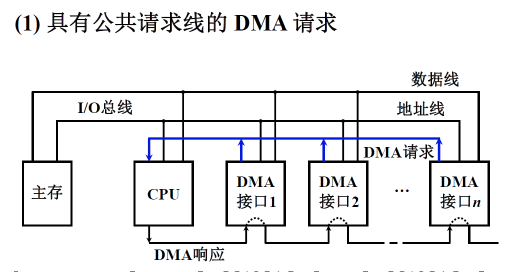 (1) 具有公共请求线的 DMA 请求
数据线
I/O总线
地址线
DMA请求
主存
CPU
DMA
接口1
DMA
接口2
...
DMA
接口n
DMA响应